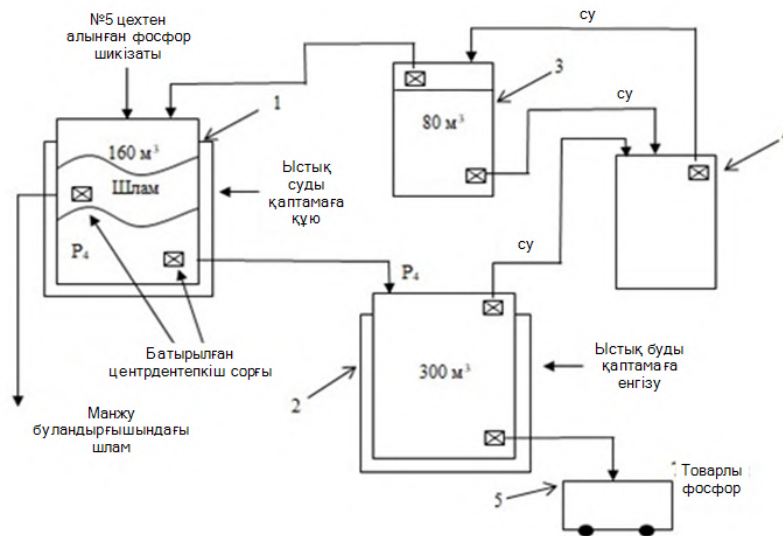 №5 цехтен
алынған фосфор
шикізаты
1
160 м³
Шлам
P₄
Ыстық
суды
қаптамаға
құю
Батырылған
центрдентепкіш сорғы
Манжу
буландырғышындағы
шлам
су
3
80 м³
су
су
P₄
300 м³
2
Ыстық буды
қаптамаға
енгізу
5
Товарлы
фосфор